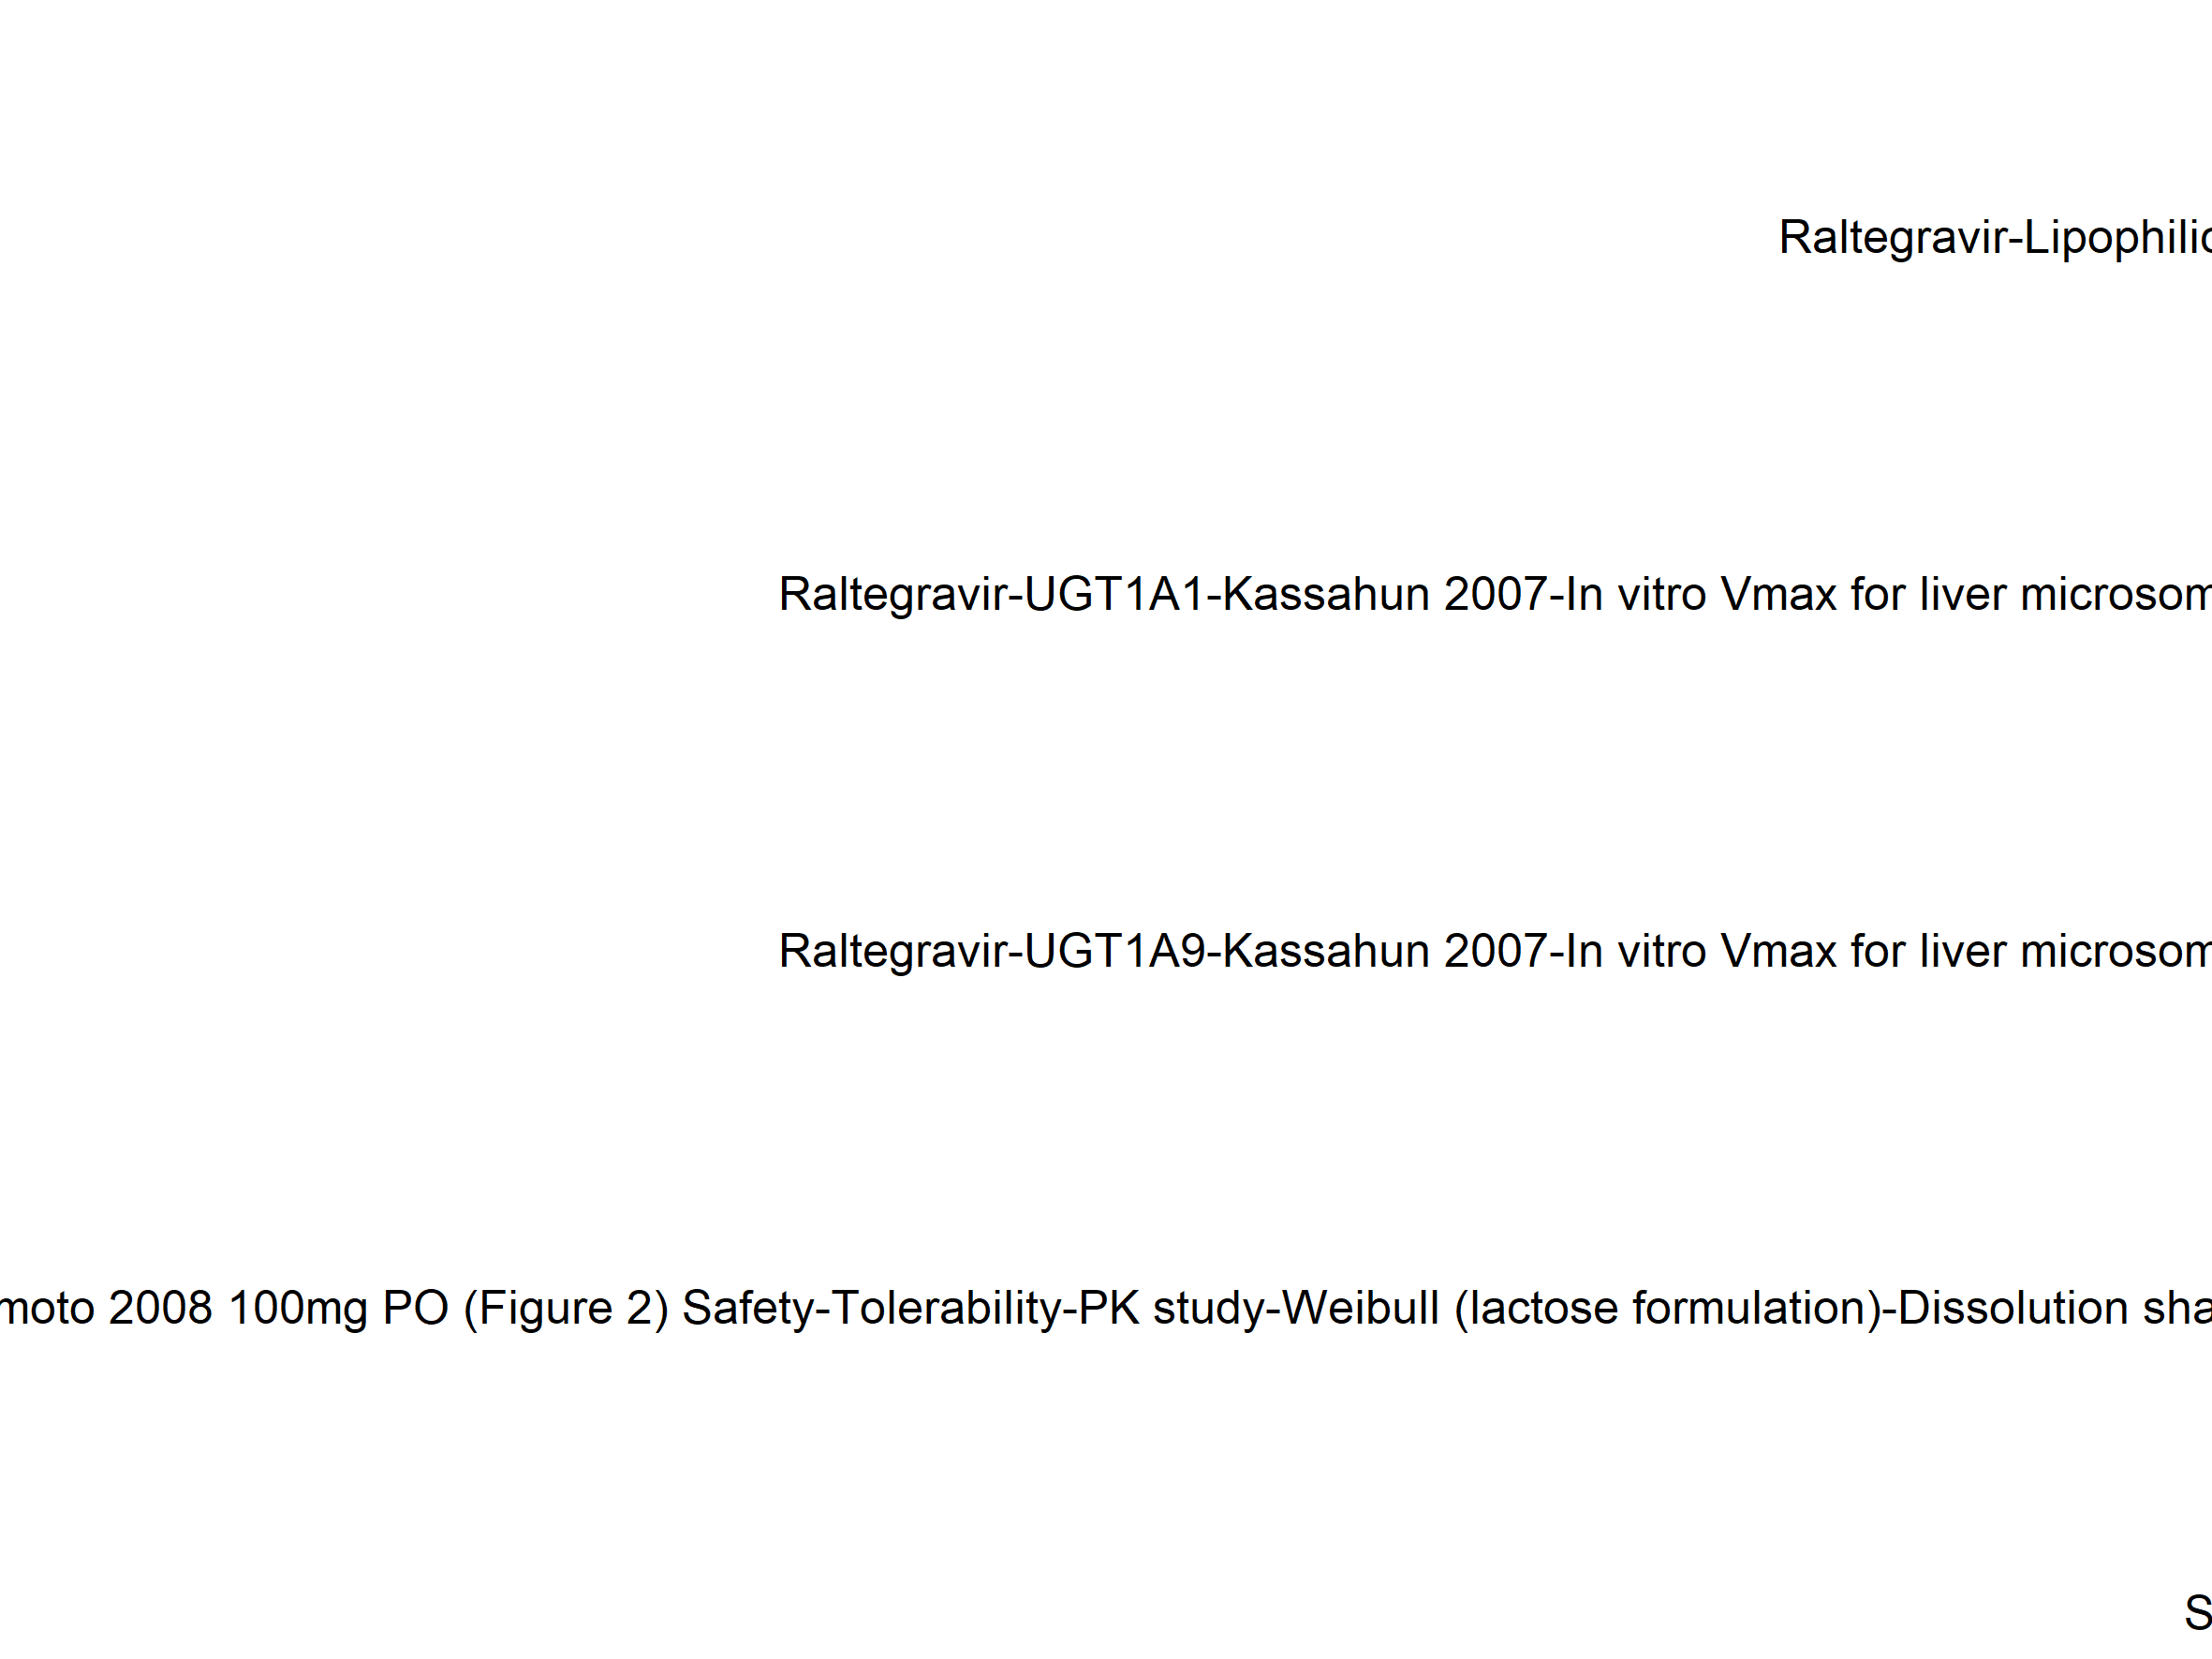 Raltegravir-Lipophilic
Raltegravir-UGT1A1-Kassahun 2007-In vitro Vmax for liver microsom
Raltegravir-UGT1A9-Kassahun 2007-In vitro Vmax for liver microsom
moto 2008 100mg PO (Figure 2) Safety-Tolerability-PK study-Weibull (lactose formulation)-Dissolution sha
S